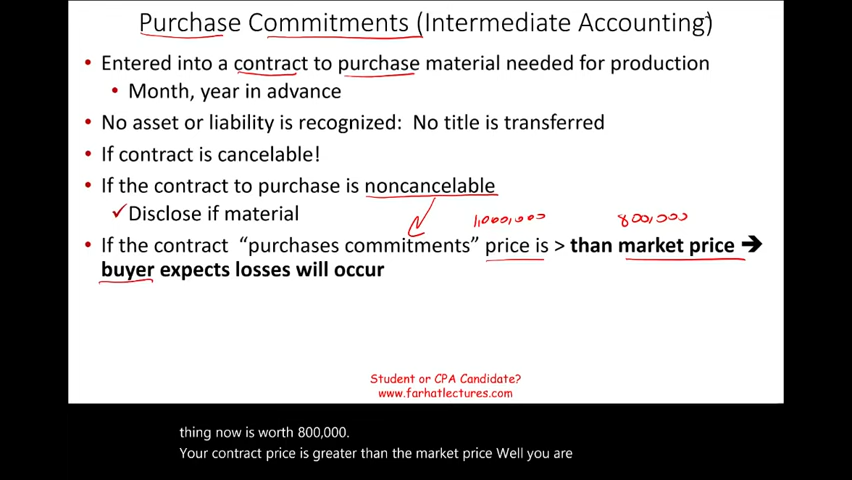 Purchase Commitments (Intermediate Accounting)
• Entered into a contract to purchase material needed for production
• Month, year in advance
• No asset or liability is recognized: No title is transferred
• If contract is cancelable!
• If the contract to purchase is noncancelable
✓Disclose if material
1,000,000 800,000
• If the contract “purchases commitments” price is > than market price ➔
buyer expects losses will occur
Student or CPA Candidate?
www.farhatlectures.com
thing now is worth 800,000.
Your contract price is greater than the market price Well you are